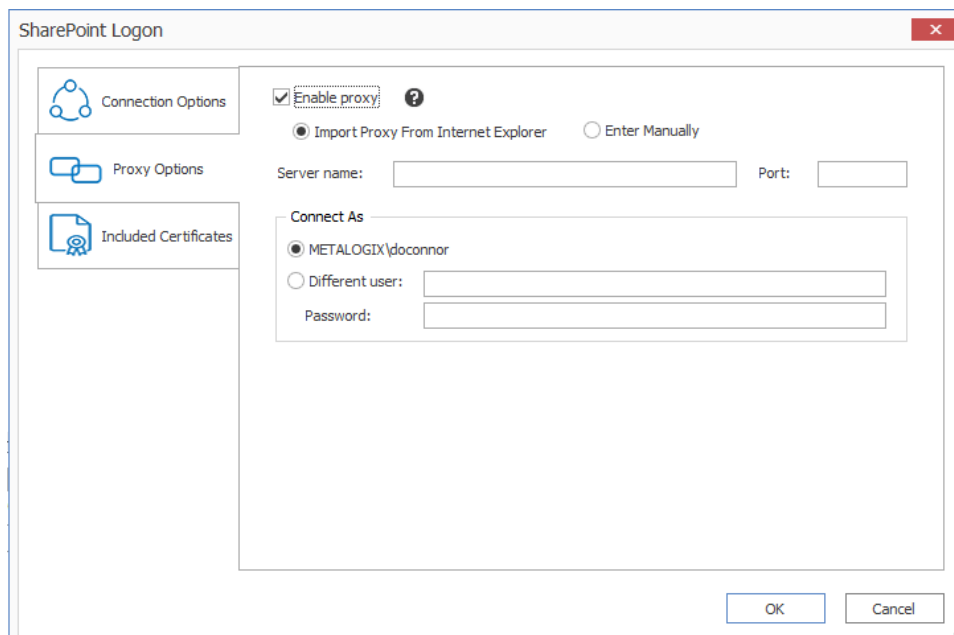 SharePoint Logon
Connection Options
Proxy Options
Included Certificates
Enable proxy ?
Import Proxy From Internet Explorer Enter Manually
Server name: Port:
Connect As
METALOGIX\doconnor
Different user:
Password:
OK Cancel